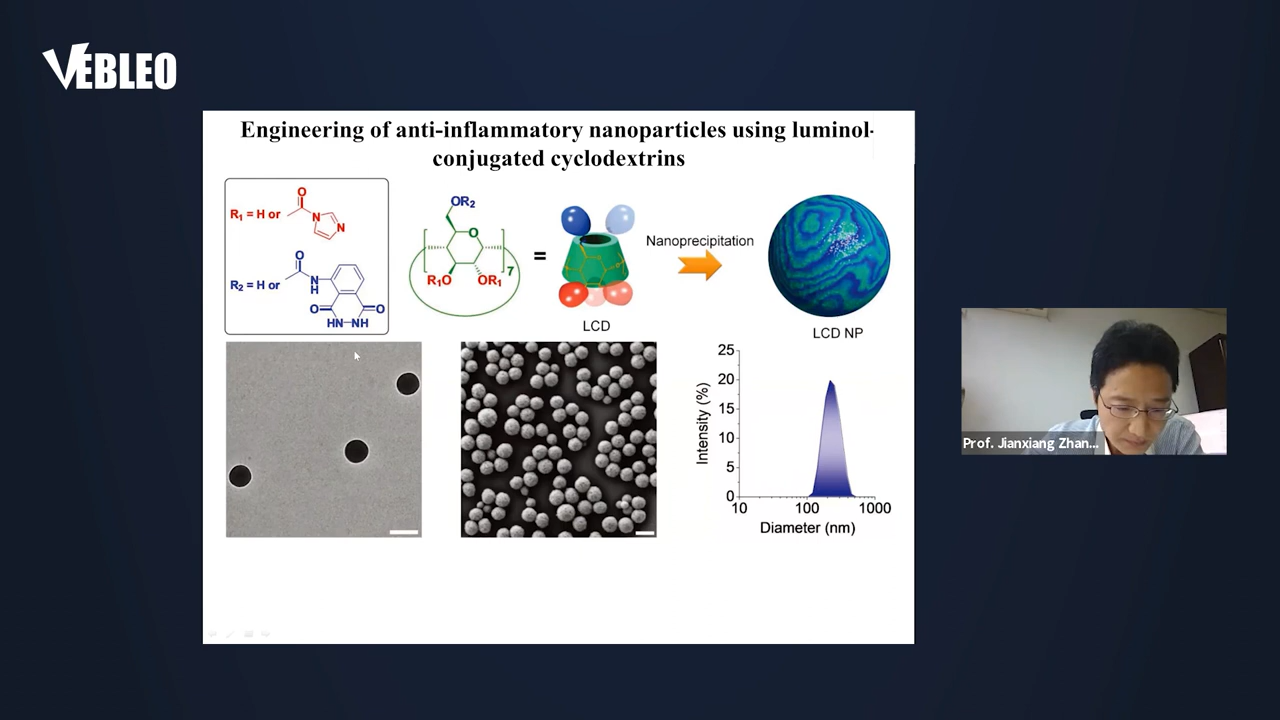 VEBLEO
Engineering of anti-inflammatory nanoparticles using luminol-
conjugated cyclodextrins
R1 = H or
O
N
N
R2 = H or
O
N
H
O
O
HN
NH
OR2
O
R1O
OR1
7
=
LCD
Nanoprecipitation
LCD NP
25
20
15
10
5
0
Intensity (%)
10
100
1000
Diameter (nm)
Prof. Jianxiang Zhan...